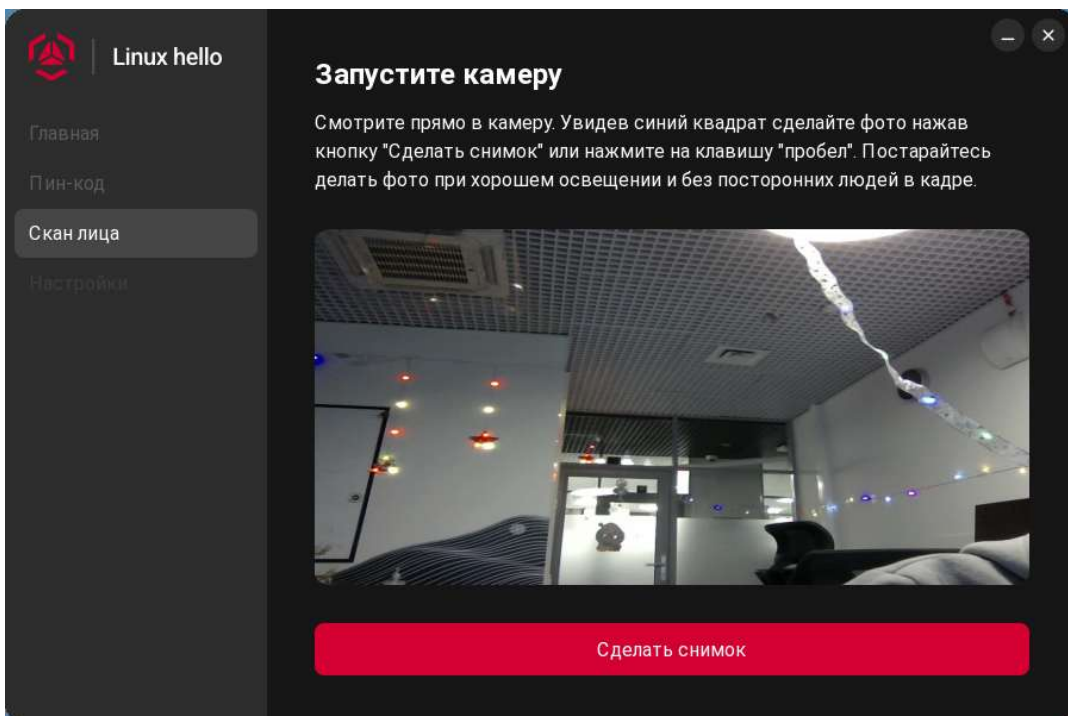 Linux hello
Главная
Пин-код
Скан лица
Настройки
Запустите камеру
Смотрите прямо в камеру. Увидев синий квадрат сделайте фото нажав
кнопку "Сделать снимок" или нажмите на клавишу "пробел". Постарайтесь
делать фото при хорошем освещении и без посторонних людей в кадре.
Сделать снимок